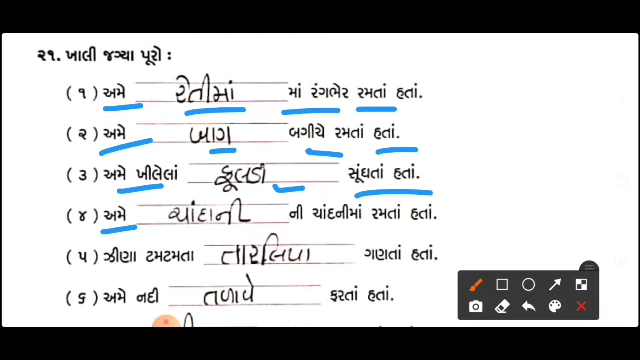 ૨૧. ખાલી જગ્યા પૂરો :
(૧) અમે રેતીમાં માં રંગભેર રમતાં હતાં.
(૨) અમે બાગ બગીચે રમતાં હતાં.
(૩) અમે ખીલેલાં ફૂલડાં સૂંઘતાં હતાં.
(૪) અમે ચાંદાની ની ચાંદનીમાં રમતાં હતાં.
(૫) ઝીણા ટમટમતા તારલિયા ગણતાં હતાં.
(૬) અમે નદી તળાવે ફરતાં હતાં.